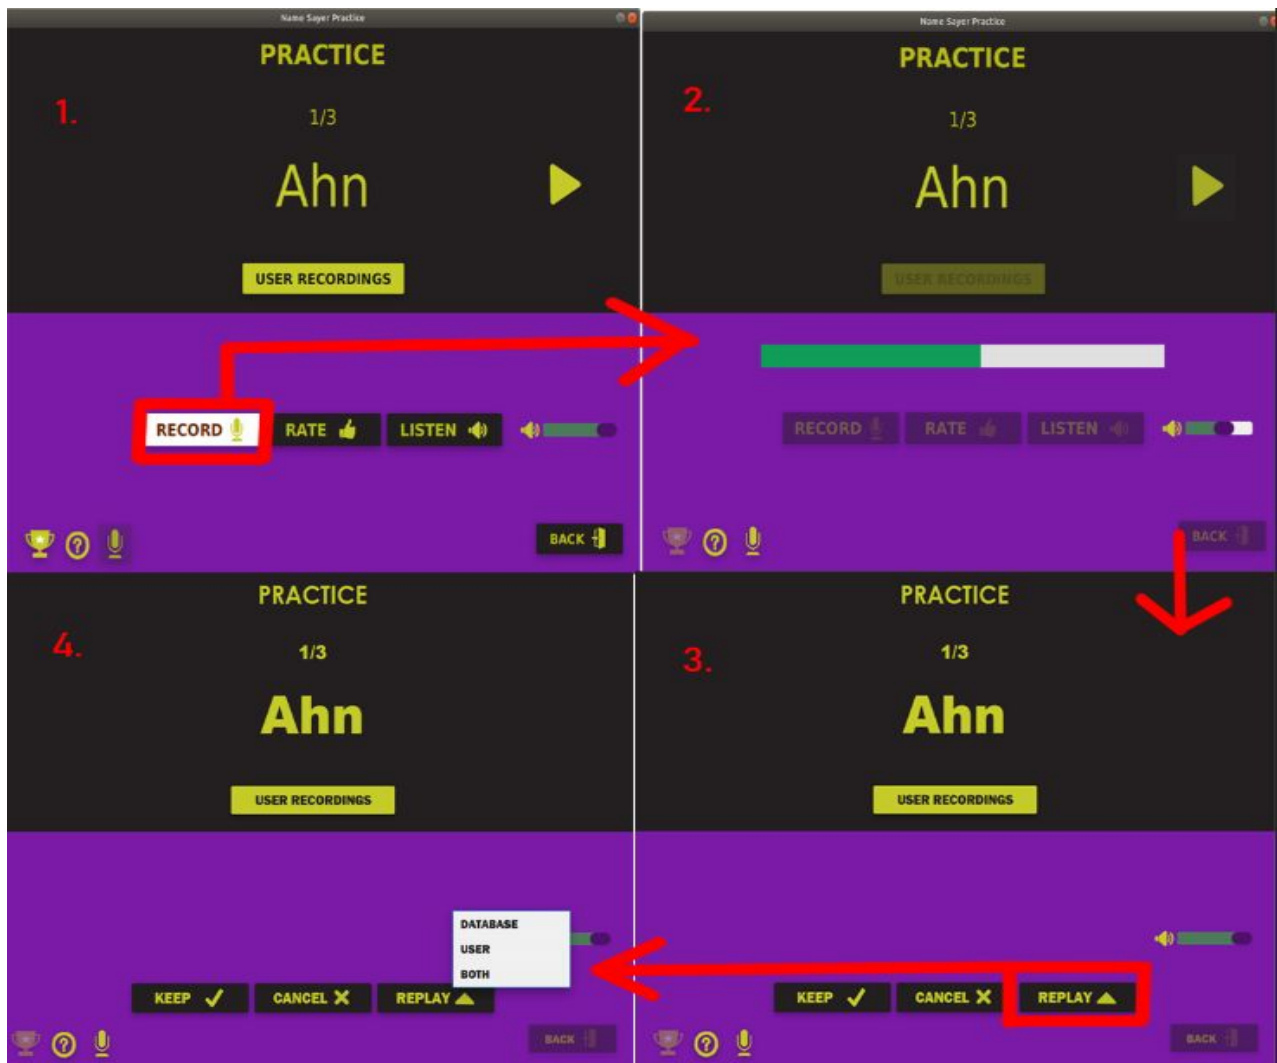 Name Sayer Practice
PRACTICE
1.
1/3
Ahn
USER RECORDINGS
RECORD
RATE
LISTEN
BACK
Name Sayer Practice
PRACTICE
2.
1/3
Ahn
USER RECORDINGS
RECORD
RATE
LISTEN
BACK
PRACTICE
3.
1/3
Ahn
USER RECORDINGS
KEEP
CANCEL
REPLAY
BACK
PRACTICE
4.
1/3
Ahn
USER RECORDINGS
DATABASE
USER
BOTH
KEEP
CANCEL
REPLAY
BACK